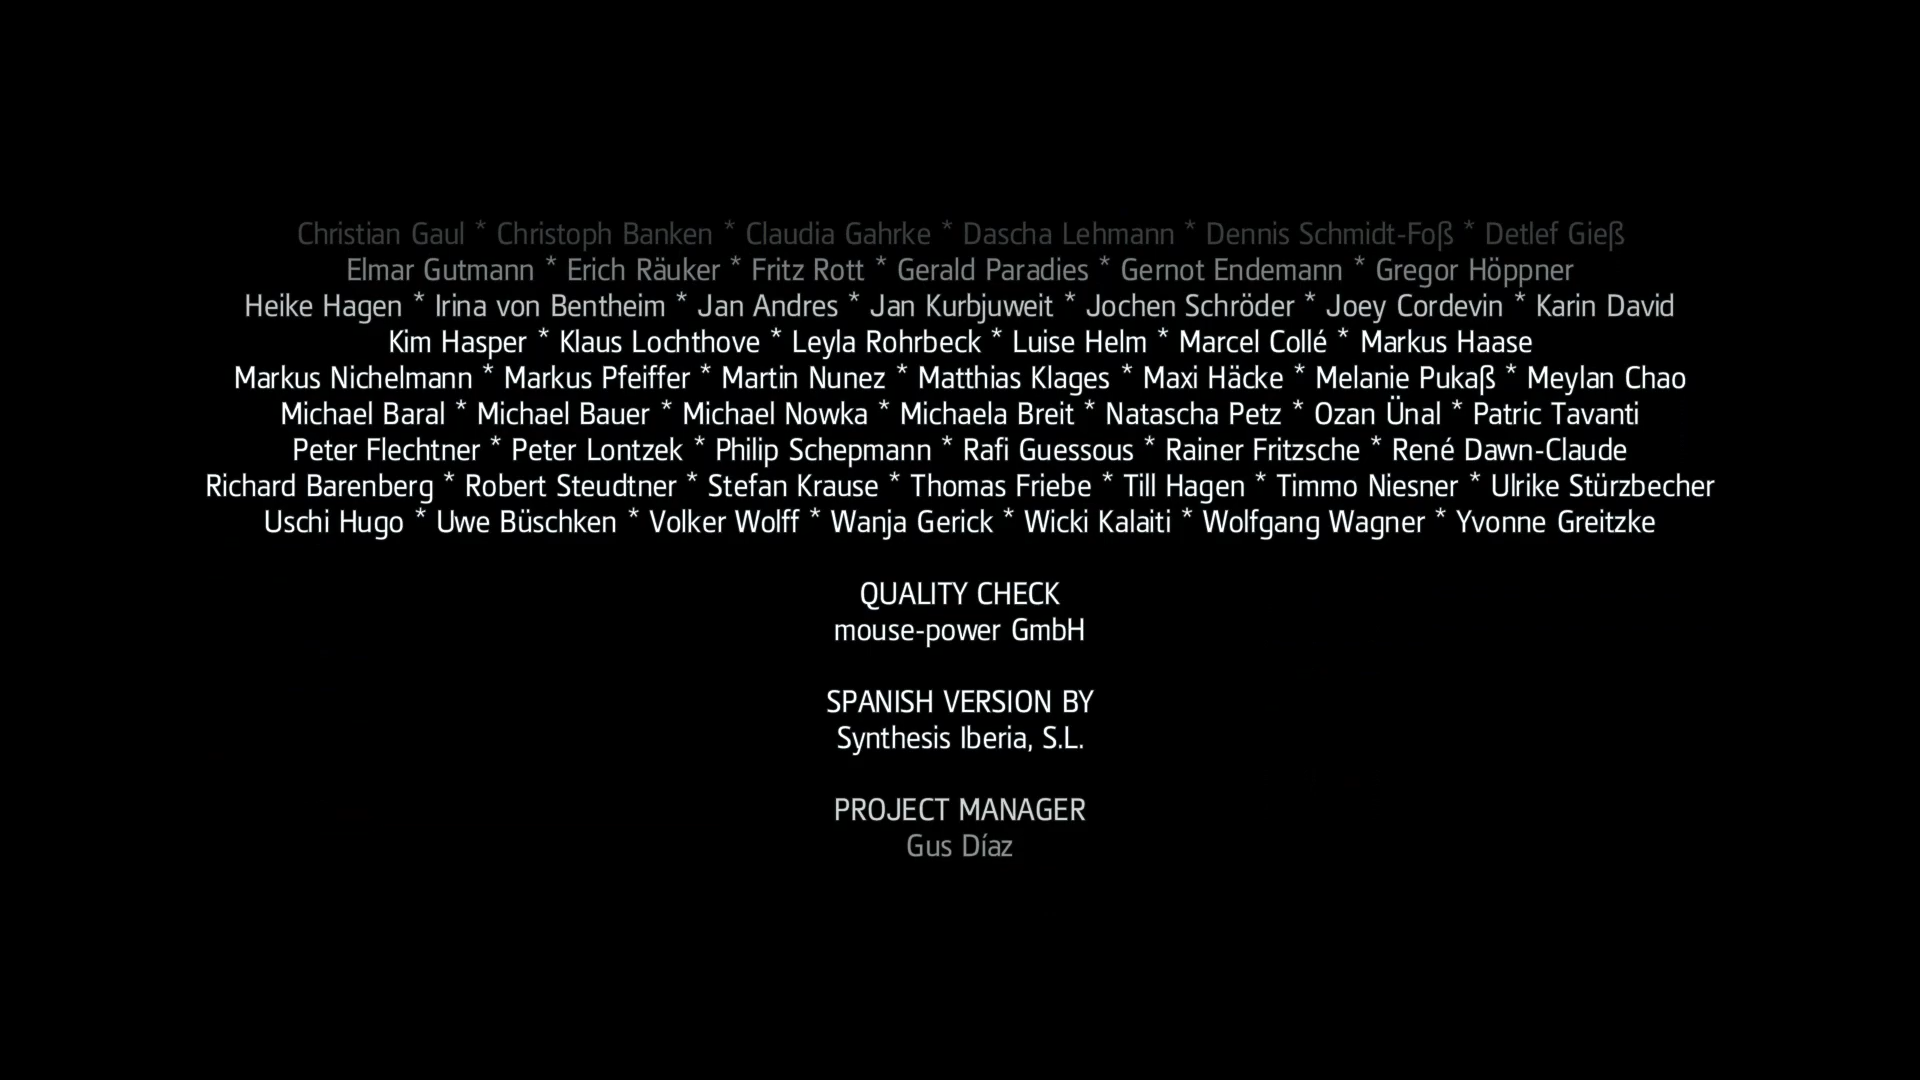 Christian Gaul * Christoph Banken * Claudia Gahrke * Dascha Lehmann * Dennis Schmidt-Foß * Detlef Gieß
Elmar Gutmann * Erich Räuker * Fritz Rott * Gerald Paradies * Gernot Endemann * Gregor Höppner
Heike Hagen * Irina von Bentheim * Jan Andres * Jan Kurbjuweit * Jochen Schröder * Joey Cordevin * Karin David
Kim Hasper * Klaus Lochthove * Leyla Rohrbeck * Luise Helm * Marcel Collé * Markus Haase
Markus Nichelmann * Markus Pfeiffer * Martin Nunez * Matthias Klages * Maxi Häcke * Melanie Pukaß * Meylan Chao
Michael Baral * Michael Bauer * Michael Nowka * Michaela Breit * Natascha Petz * Ozan Ünal * Patric Tavanti
Peter Flechtner * Peter Lontzek * Philip Schepmann * Rafi Guessous * Rainer Fritzsche * René Dawn-Claude
Richard Barenberg * Robert Steudtner * Stefan Krause * Thomas Friebe * Till Hagen * Timmo Niesner * Ulrike Stürzbecher
Uschi Hugo * Uwe Büschken * Volker Wolff * Wanja Gerick * Wicki Kalaiti * Wolfgang Wagner * Yvonne Greitzke
QUALITY CHECK
mouse-power GmbH
SPANISH VERSION BY
Synthesis Iberia, S.L.
PROJECT MANAGER
Gus Díaz